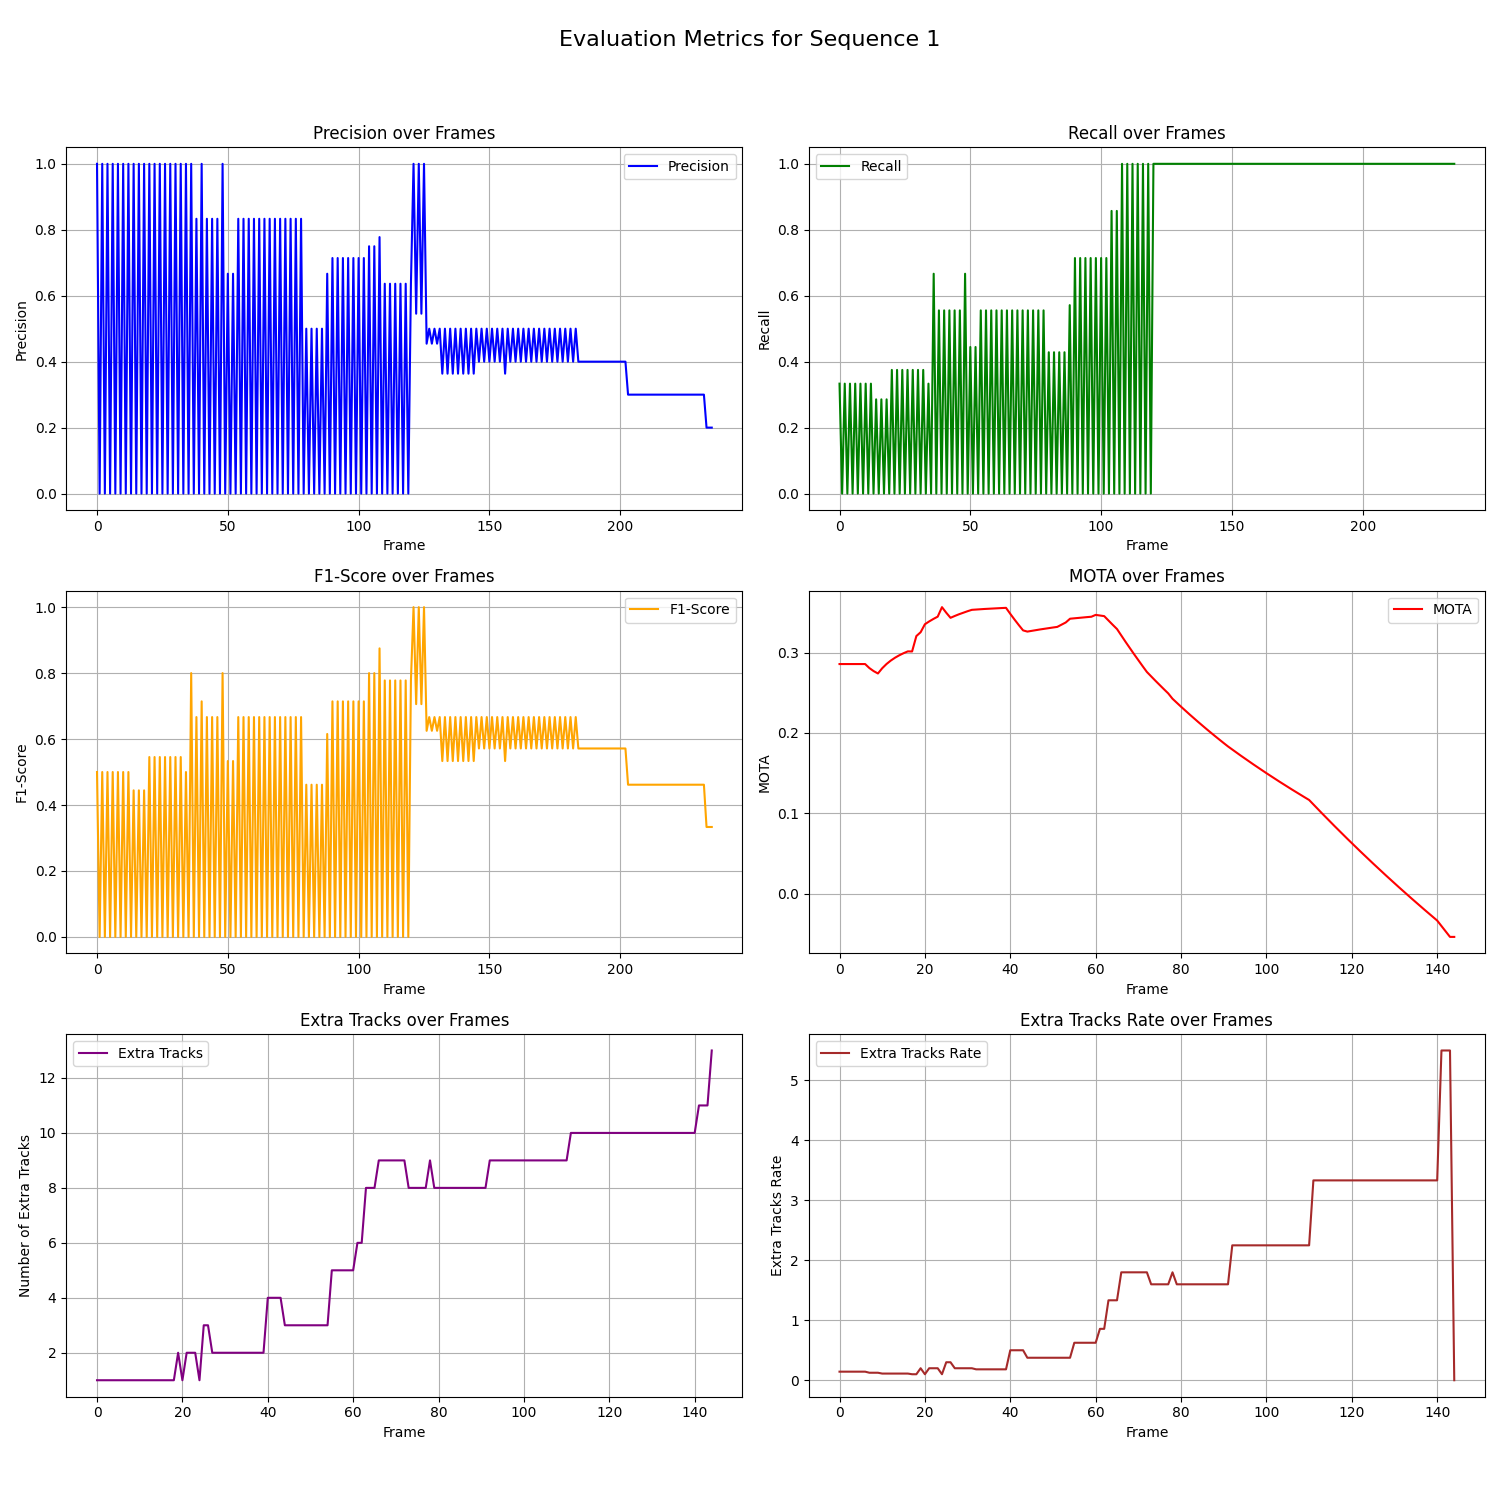 Evaluation Metrics for Sequence 1
Precision over Frames
Precision
1.0
0.8
0.6
0.4
0.2
0.0
Precision
0 50 100 150 200
Frame
Recall over Frames
Recall
1.0
0.8
0.6
0.4
0.2
0.0
Recall
0 50 100 150 200
Frame
F1-Score over Frames
F1-Score
1.0
0.8
0.6
0.4
0.2
0.0
F1-Score
0 50 100 150 200
Frame
MOTA over Frames
MOTA
0.3
0.2
0.1
0.0
MOTA
0 20 40 60 80 100 120 140
Frame
Extra Tracks over Frames
Extra Tracks
12
10
8
6
4
2
Number of Extra Tracks
0 20 40 60 80 100 120 140
Frame
Extra Tracks Rate over Frames
Extra Tracks Rate
5
4
3
2
1
0
Extra Tracks Rate
0 20 40 60 80 100 120 140
Frame